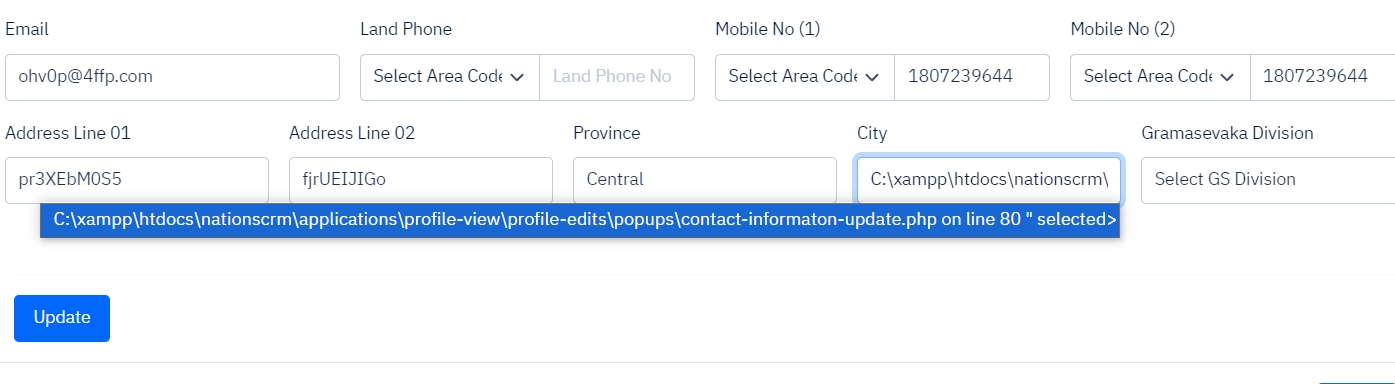 Email Land Phone Mobile No (1) Mobile No (2)
ohv0p@4ffp.com Select Area Code Land Phone No Select Area Code 1807239644 Select Area Code 1807239644
Address Line 01 Address Line 02 Province City Gramasevaka Division
pr3XEbM0S5 fjrUEIJIGo Central C:\xampp\htdocs\nationscrm\ Select GS Division
C:\xampp\htdocs\nationscrm\applications\profile-view\profile-edits\popups\contact-informaton-update.php on line 80 " selected>
Update